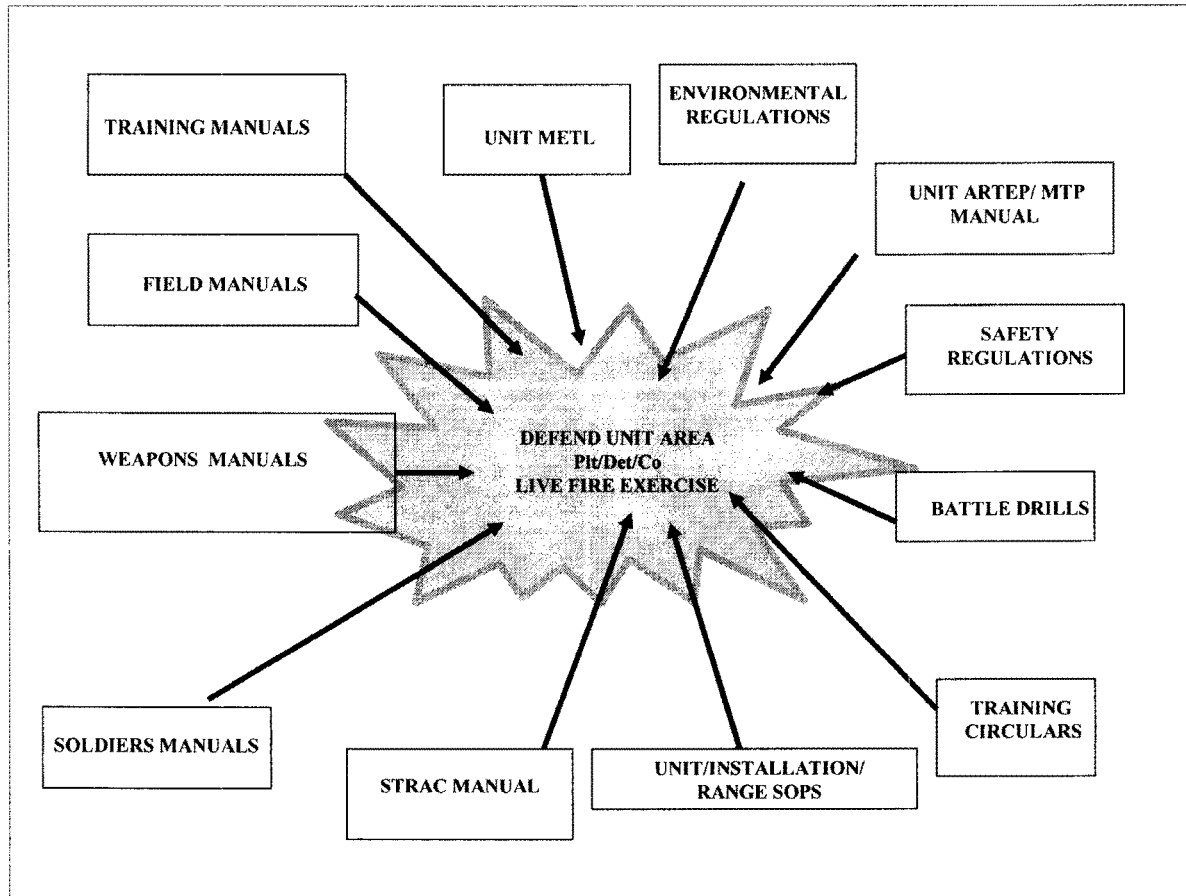 TRAINING MANUALS
UNIT METL
ENVIRONMENTAL
REGULATIONS
UNIT ARTEP/ MTP
MANUAL
FIELD MANUALS
SAFETY
REGULATIONS
WEAPONS MANUALS
DEFEND UNIT AREA
Plt/Det/Co
LIVE FIRE EXERCISE
BATTLE DRILLS
SOLDIERS MANUALS
STRAC MANUAL
UNIT/INSTALLATION/
RANGE SOPS
TRAINING
CIRCULARS